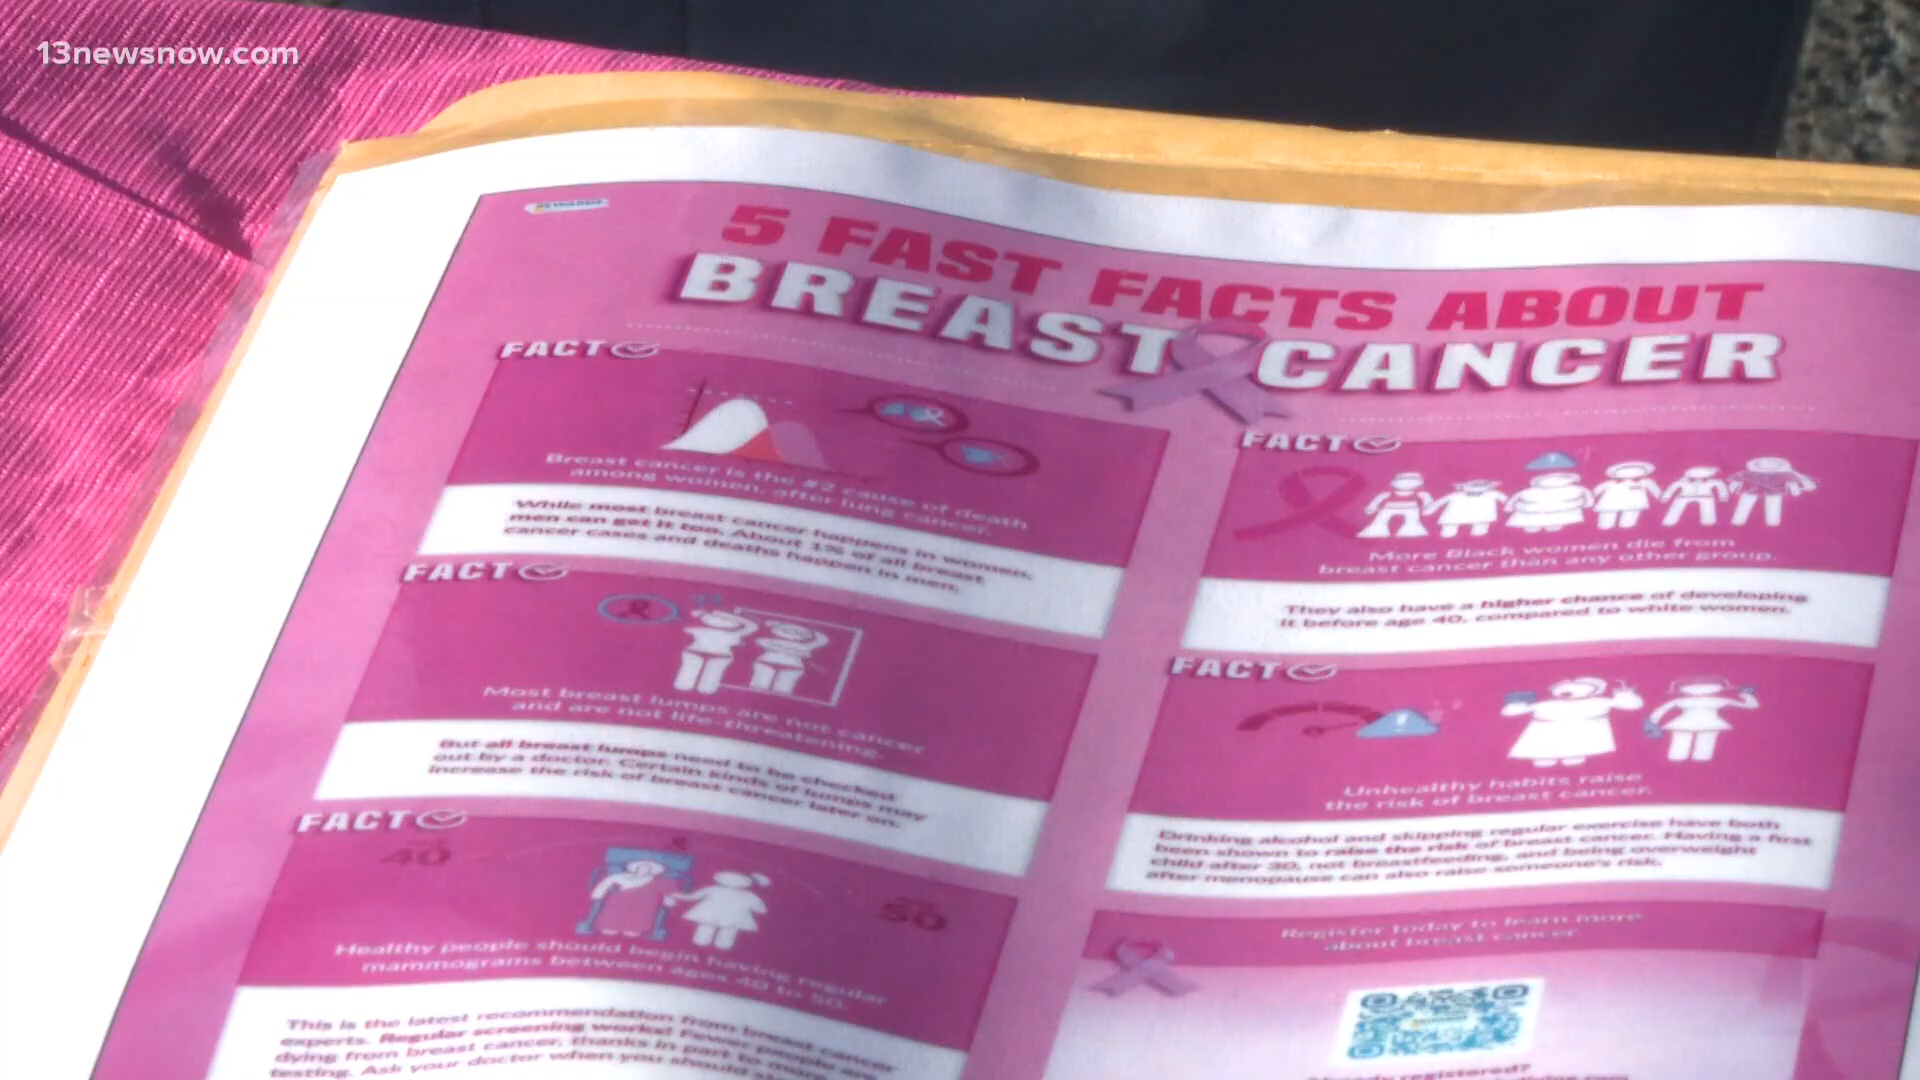 13newsnow.com
5 FAST FACTS ABOUT
BREAST CANCER
FACT
Breast cancer is the #2 cause of death
among women, after lung cancer.
While most breast cancer happens in women,
men can get it too. About 1% of all breast
cancer cases and deaths happen in men.
FACT
Most breast lumps are not cancer
and are not life-threatening.
But all breast lumps need to be checked
out by a doctor. Certain kinds of lumps may
increase the risk of breast cancer later on.
FACT
40
50
Healthy people should begin having regular
mammograms between ages 40 to 50.
This is the latest recommendation from breast cancer
experts. Regular screening works! Fewer people are
dying from breast cancer, thanks in part to more
testing. Ask your doctor when you should
FACT
More Black women die from
breast cancer than any other group.
They also have a higher chance of developing
it before age 40, compared to white women.
FACT
Unhealthy habits raise
the risk of breast cancer.
Drinking alcohol and skipping regular exercise have both
been shown to raise the risk of breast cancer. Having a first
child after 30, not breastfeeding, and being overweight
after menopause can also raise someone's risk.
Register today to learn more
about breast cancer.
Already registered?